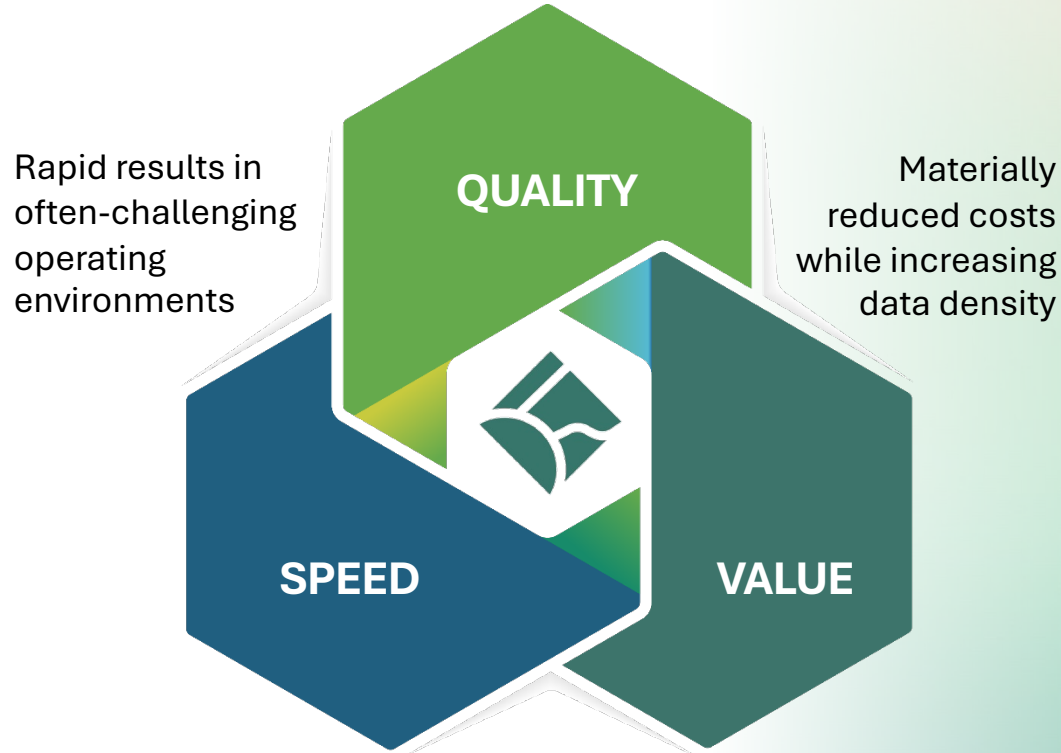 QUALITY
Rapid results in
often-challenging
operating
environments
Materially
reduced costs
while increasing
data density
SPEED
VALUE